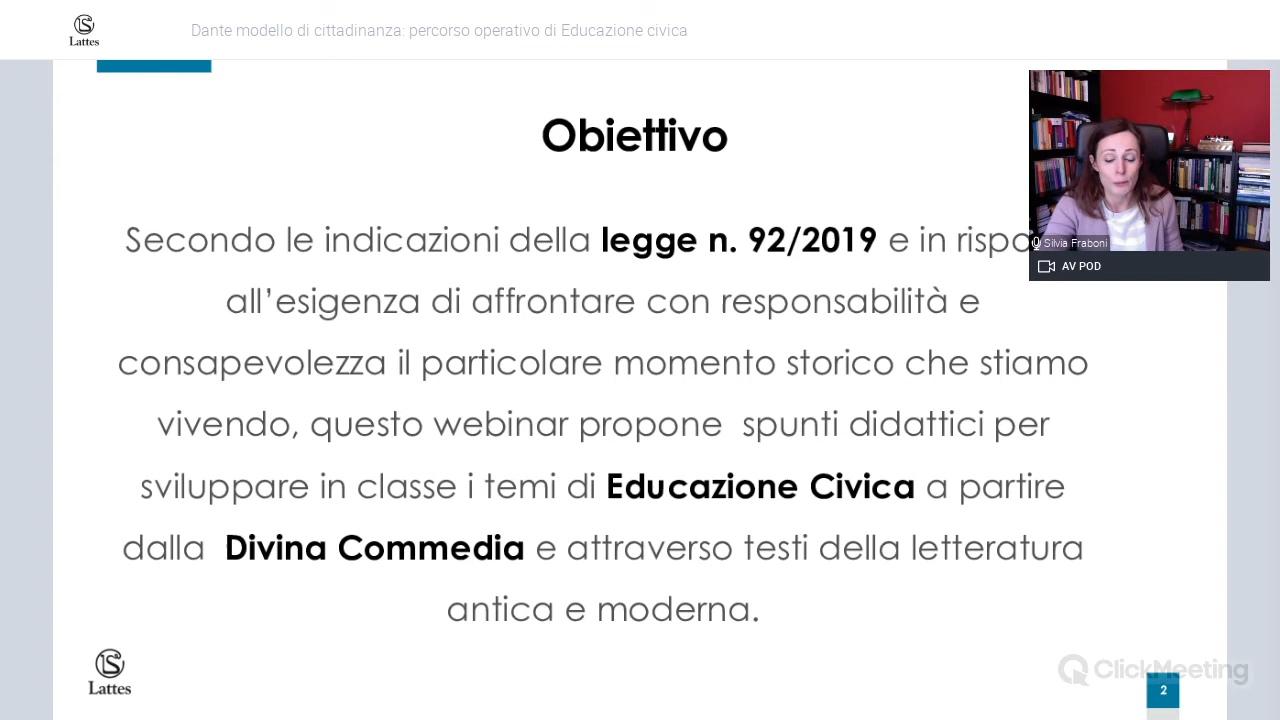 Lattes
Dante modello di cittadinanza: percorso operativo di Educazione civica
Obiettivo
Secondo le indicazioni della legge n. 92/2019 e in
all’esigenza di affrontare con responsabilità e
consapevolezza il particolare momento storico che stiamo
vivendo, questo webinar propone spunti didattici per
sviluppare in classe i temi di Educazione Civica a partire
dalla Divina Commedia e attraverso testi della letteratura
antica e moderna.
Silvia Fraboni
AV POD
Lattes
ClickMeeting
2